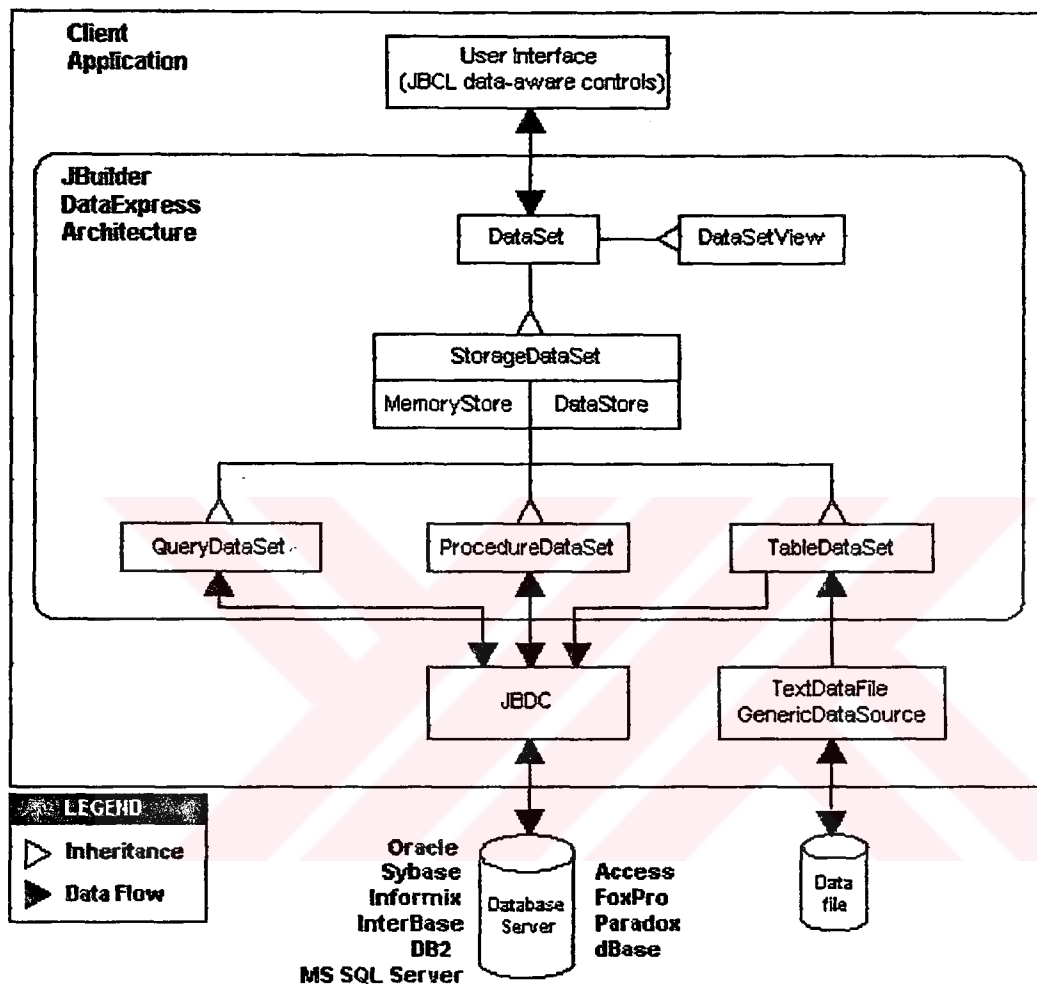 Client
Application
User Interface
(JBCL data-aware controls)
JBuilder
DataExpress
Architecture
DataSet
DataSetView
StorageDataSet
MemoryStore
DataStore
QueryDataSet
ProcedureDataSet
TableDataSet
JBDC
TextDataFile
GenericDataSource
LEGEND
Inheritance
Data Flow
Oracle
Sybase
Informix
InterBase
DB2
MS SQL Server
Database
Server
Access
FoxPro
Paradox
dBase
Data
file